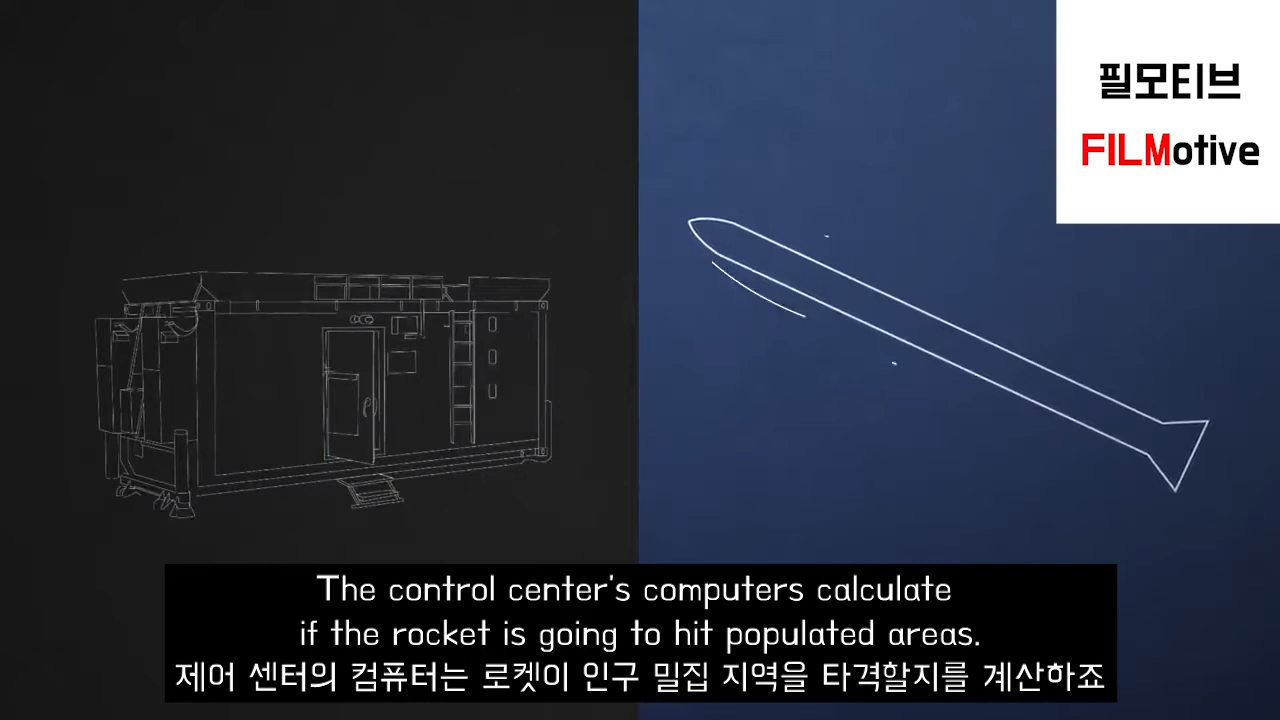 필모티브
FILMotive
The control center's computers calculate
if the rocket is going to hit populated areas.
제어 센터의 컴퓨터는 로켓이 인구 밀집 지역을 타격할지를 계산하죠